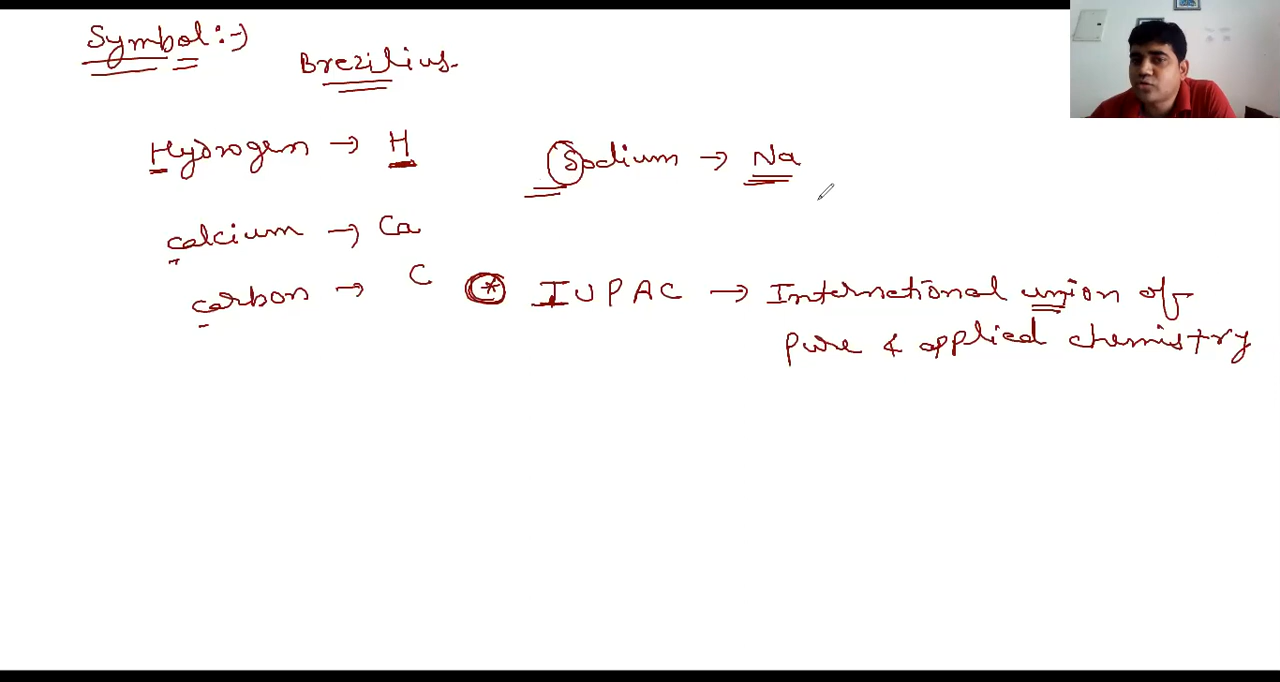 Symbol :-)
Brezilius.
Hydrogen → H
Sodium → Na
calcium → Ca
carbon → C
* IUPAC → International union of
pure & applied chemistry